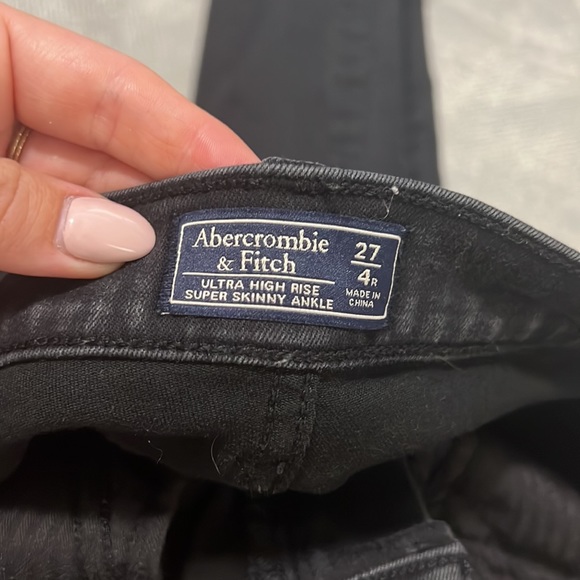 Abercrombie
& Fitch
ULTRA HIGH RISE
SUPER SKINNY ANKLE
27
4R
MADE IN
CHINA